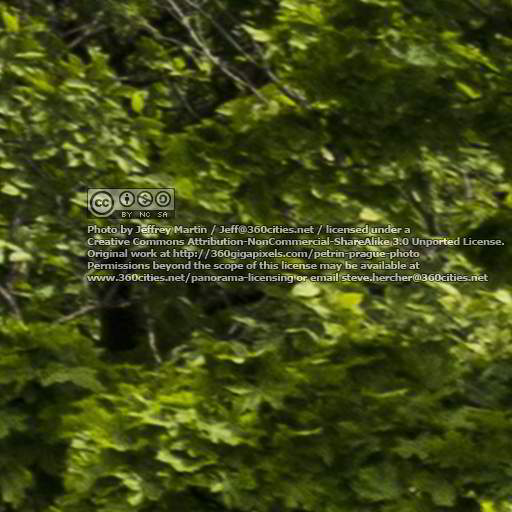 cc
BY NC SA
Photo by Jeffrey Martin / Jeff@360cities.net / licensed under a
Creative Commons Attribution-NonCommercial-ShareAlike 3.0 Unported License.
Original work at http://360gigapixels.com/petrin-prague-photo
Permissions beyond the scope of this license may be available at
www.360cities.net/panorama-licensing or email steve.hercher@360cities.net